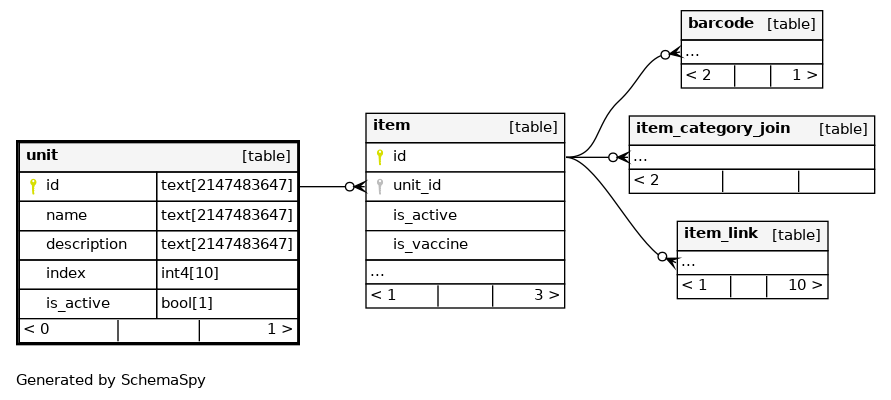 unit [table]
id text[2147483647]
name text[2147483647]
description text[2147483647]
index int4[10]
is_active bool[1]
< 0 1 >
item [table]
id
unit_id
is_active
is_vaccine
...
< 1 3 >
barcode [table]
...
< 2 1 >
item_category_join [table]
...
< 2
item_link [table]
...
< 1 10 >
Generated by SchemaSpy